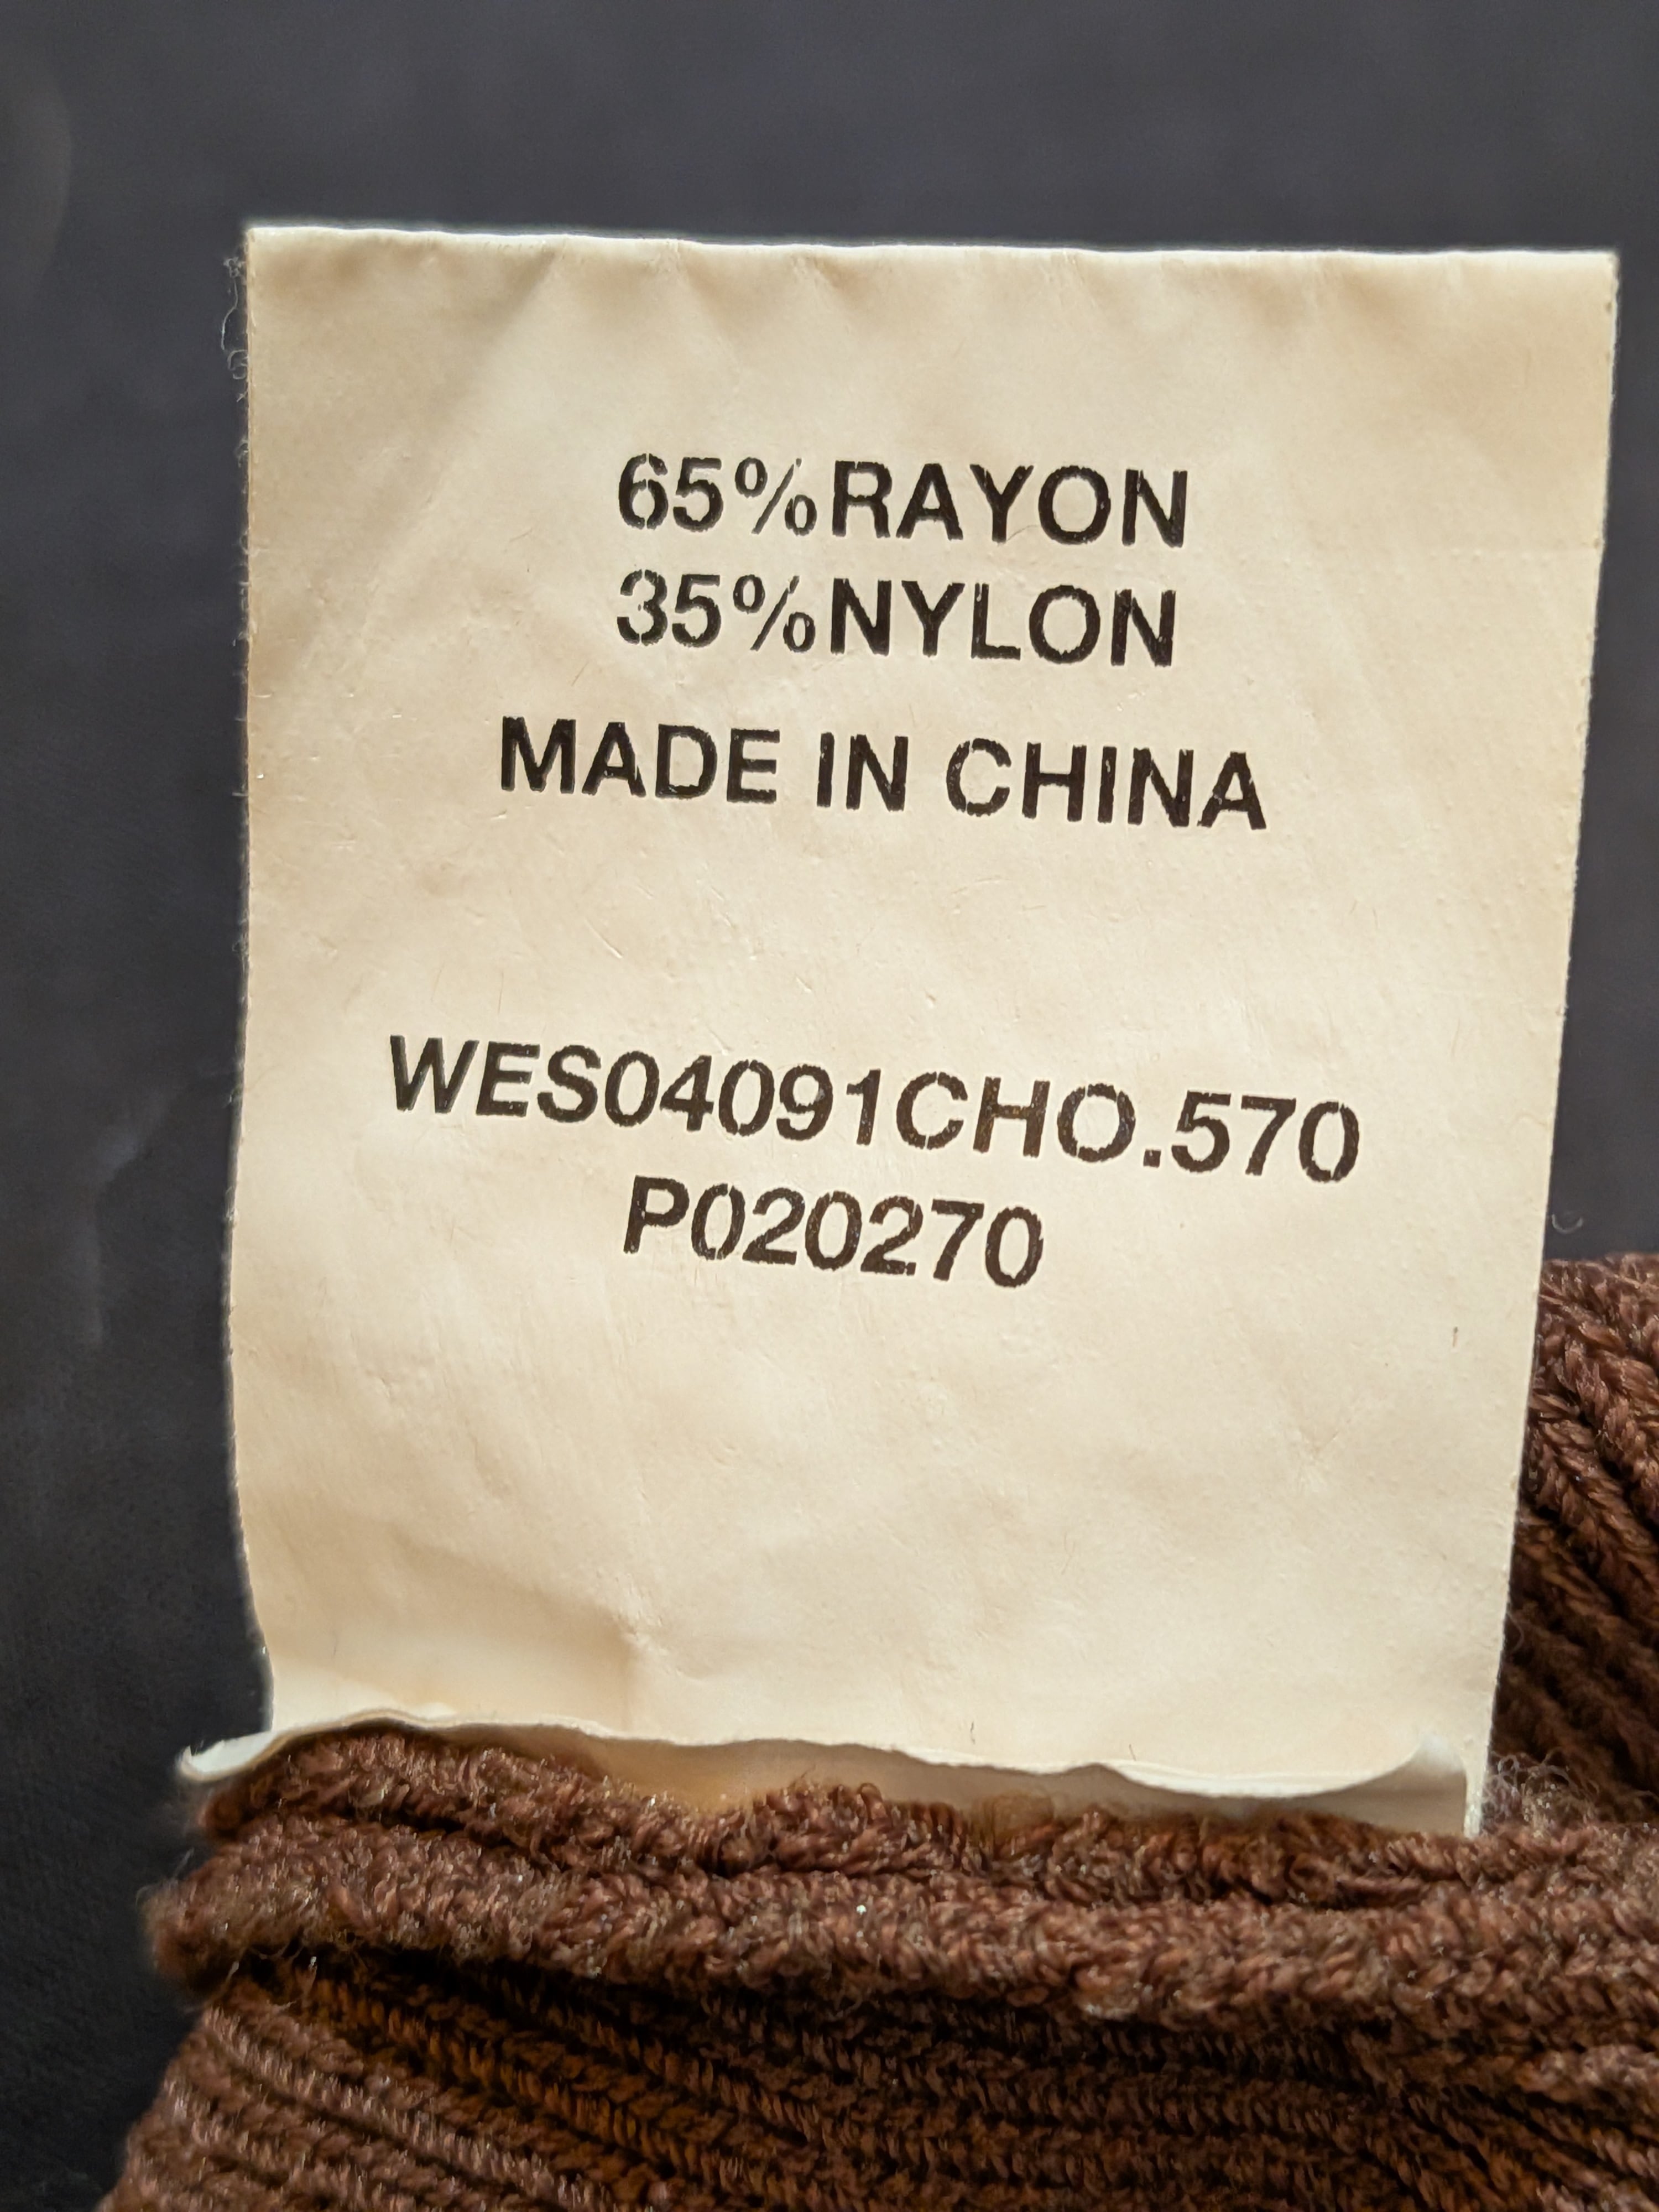 65%RAYON
35%NYLON
MADE IN CHINA
WES04091CHO.570
P020270